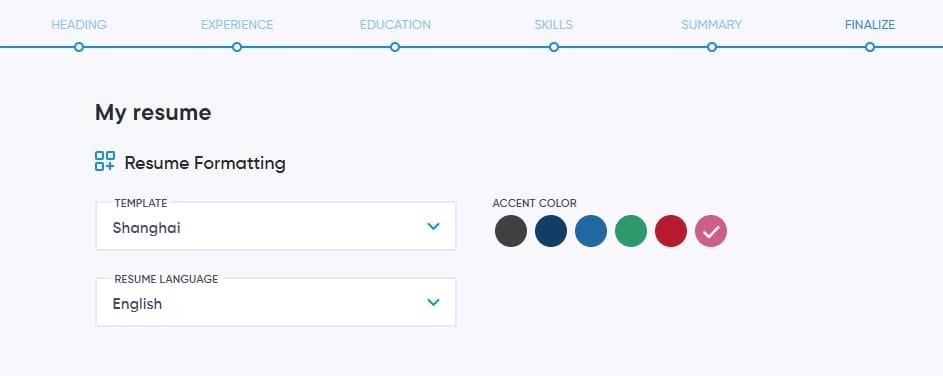 HEADING EXPERIENCE EDUCATION SKILLS SUMMARY FINALIZE
My resume
Resume Formatting
TEMPLATE
Shanghai
ACCENT COLOR
RESUME LANGUAGE
English